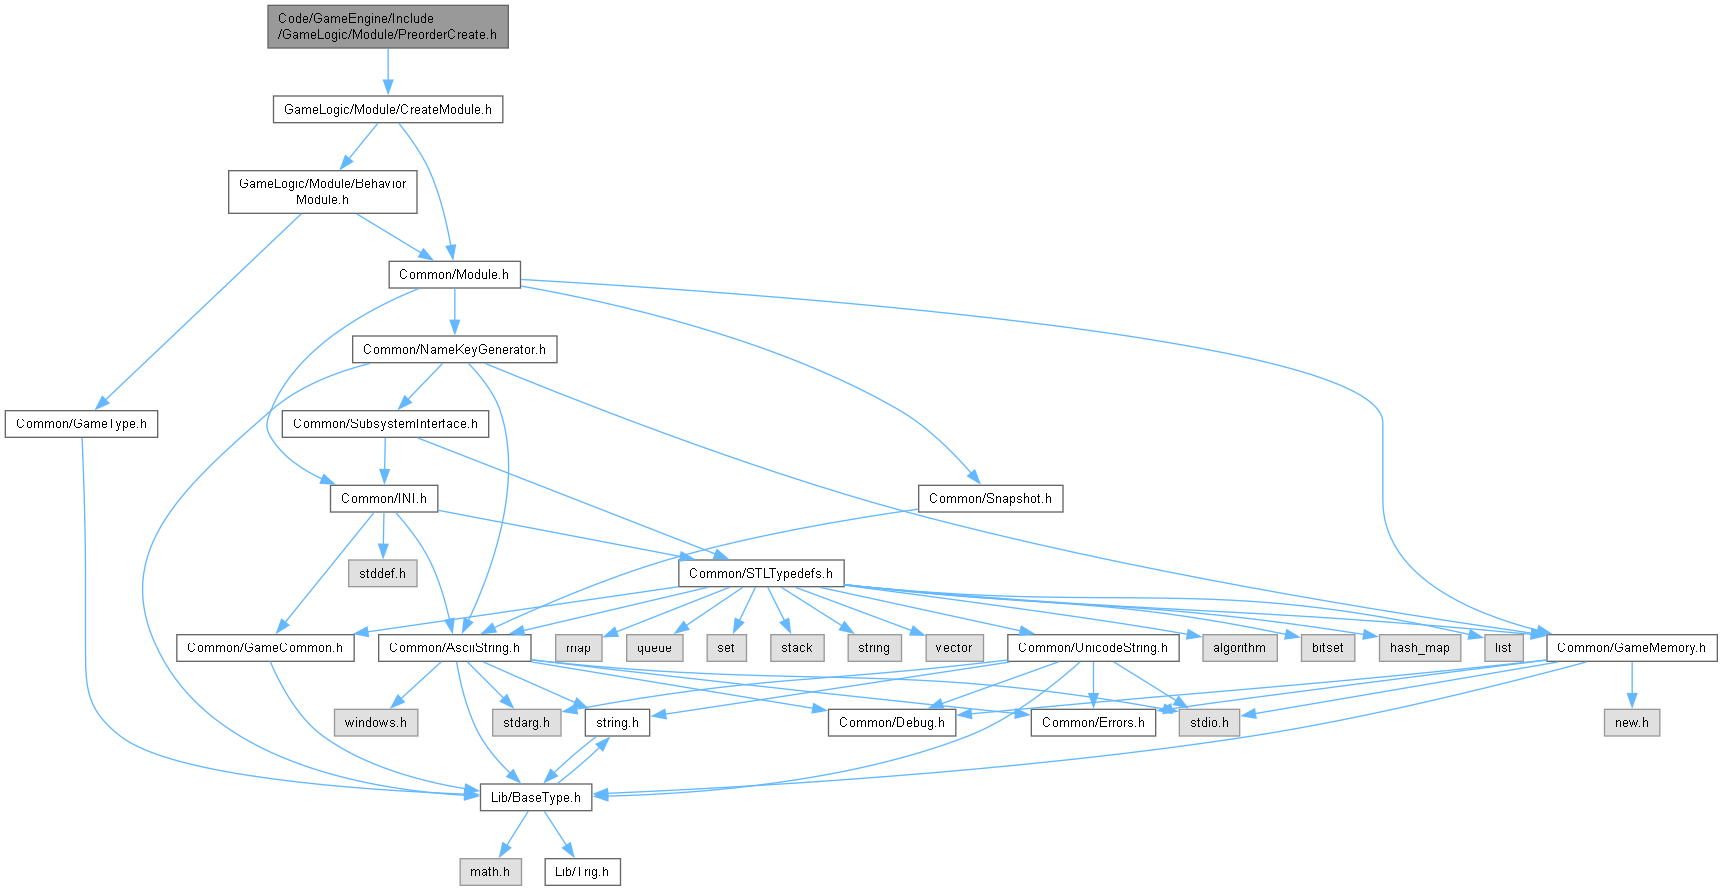 Code/GameEngine/Include
/GameLogic/Module/PreorderCreate.h
GameLogic/Module/CreateModule.h
GameLogic/Module/Behavior
Module.h
Common/Module.h
Common/NameKeyGenerator.h
Common/GameType.h
Common/SubsystemInterface.h
Common/INI.h
Common/Snapshot.h
stddef.h
Common/STLTypedefs.h
Common/GameCommon.h
Common/AsciiString.h
map
queue
set
stack
string
vector
Common/UnicodeString.h
algorithm
bitset
hash_map
list
Common/GameMemory.h
windows.h
stdarg.h
string.h
Common/Debug.h
Common/Errors.h
stdio.h
new.h
Lib/BaseType.h
math.h
Lib/Trig.h